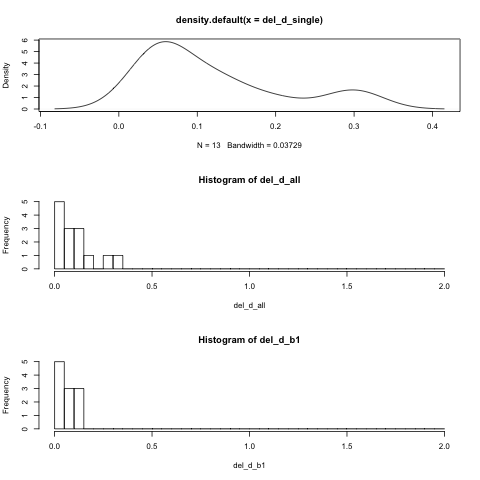 density.default(x = del_d_single)
Density
0 1 2 3 4 5 6
-0.1 0.0 0.1 0.2 0.3 0.4
N = 13 Bandwidth = 0.03729
Histogram of del_d_all
Frequency
0 1 2 3 4 5
0.0 0.5 1.0 1.5 2.0
del_d_all
Histogram of del_d_b1
Frequency
0 1 2 3 4 5
0.0 0.5 1.0 1.5 2.0
del_d_b1